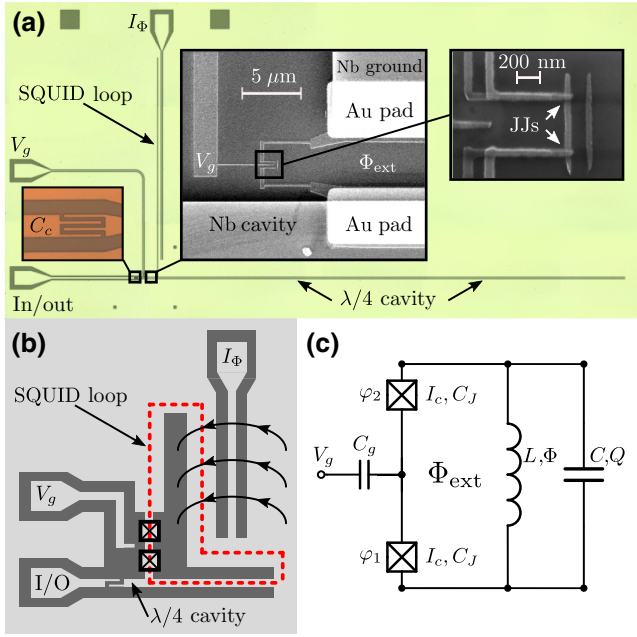 (a)
I_Φ
SQUID loop
V_g
C_c
In/out
5 μm
Nb ground
Au pad
V_g
Φ_ext
Nb cavity
Au pad
200 nm
JJs
λ/4 cavity
(b)
I_Φ
SQUID loop
V_g
I/O
λ/4 cavity
(c)
φ_2
I_c, C_J
V_g
C_g
Φ_ext
L,Φ
C,Q
φ_1
I_c, C_J